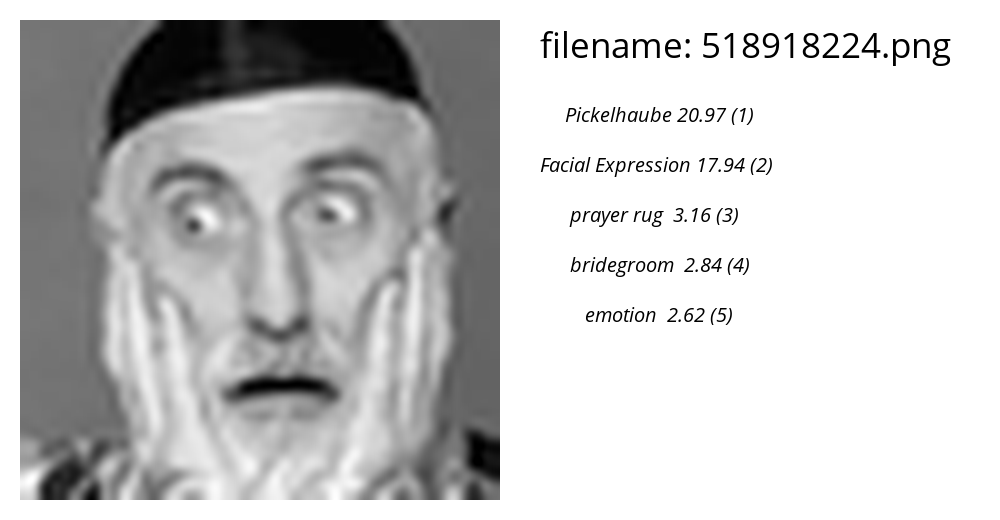 filename: 518918224.png
Pickelhaube 20.97 (1)
Facial Expression 17.94 (2)
prayer rug  3.16 (3)
bridegroom  2.84 (4)
emotion  2.62 (5)